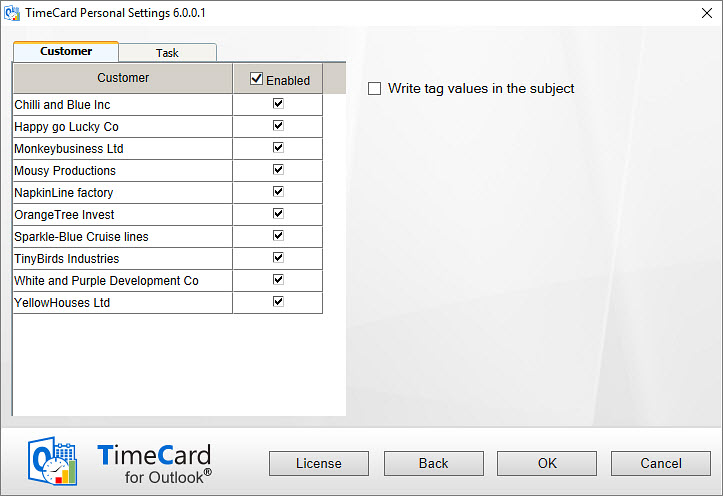 TimeCard Personal Settings 6.0.0.1
Customer Task
Customer Enabled
Write tag values in the subject
Chilli and Blue Inc
Happy go Lucky Co
Monkeybusiness Ltd
Mousy Productions
NapkinLine factory
OrangeTree Invest
Sparkle-Blue Cruise lines
TinyBirds Industries
White and Purple Development Co
YellowHouses Ltd
TimeCard
for Outlook®
License Back OK Cancel